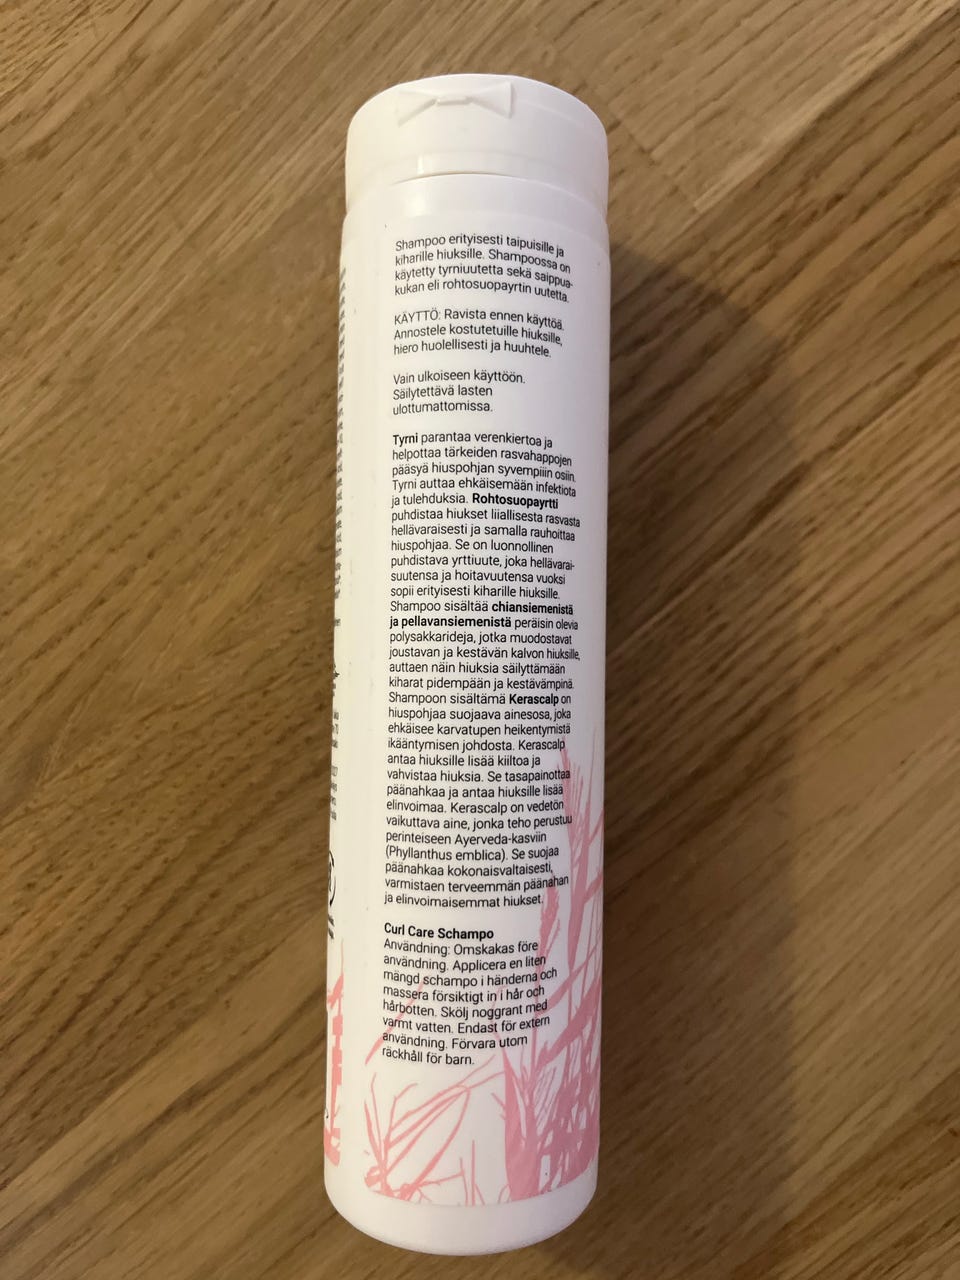 Shampoo erityisesti taipuisille ja
kiharille hiuksille. Shampoossa on
käytetty tyrniuutetta sekä saippua-
kukan eli rohtosuopayrtin uutetta.
KÄYTTÖ: Ravista ennen käyttöä.
Annostele kostutetuille hiuksille,
hiero huolellisesti ja huuhtele.
Vain ulkoiseen käyttöön.
Säilytettävä lasten
ulottumattomissa.
Tyrni parantaa verenkiertoa ja
helpottaa tärkeiden rasvahappojen
pääsyä hiuspohjan syvempiiin osiin.
Tyrni auttaa ehkäisemään infektiota
ja tulehduksia. Rohtosuopayrtti
puhdistaa hiukset liiallisesta rasvasta
hellävaraisesti ja samalla rauhoittaa
hiuspohjaa. Se on luonnollinen
puhdistava yrttiuute, joka hellävarai-
suutensa ja hoitavuutensa vuoksi
sopii erityisesti kiharille hiuksille.
Shampoo sisältää chiansiemenistä
ja pellavansiemenistä peräisin olevia
polysakkarideja, jotka muodostavat
joustavan ja kestävän kalvon hiuksille,
auttaen näin hiuksia säilyttämään
kiharat pidempään ja kestävämpinä.
Shampoon sisältämä Kerascalp on
hiuspohjaa suojaava ainesosa, joka
ehkäisee karvatupen heikentymistä
ikääntymisen johdosta. Kerascalp
antaa hiuksille lisää kiiltoa ja
vahvistaa hiuksia. Se tasapainottaa
päänahkaa ja antaa hiuksille lisää
elinvoimaa. Kerascalp on vedetön
vaikuttava aine, jonka teho perustuu
perinteiseen Ayerveda-kasviin
(Phyllanthus emblica). Se suojaa
päänahkaa kokonaisvaltaisesti,
varmistaen terveemmän päänahan
ja elinvoimaisemmat hiukset.
Curl Care Schampo
Användning: Omskakas före
användning. Applicera en liten
mängd schampo i händerna och
massera försiktigt in i hår och
hårbotten. Skölj noggrant med
varmt vatten. Endast för extern
användning. Förvara utom
räckhåll för barn.